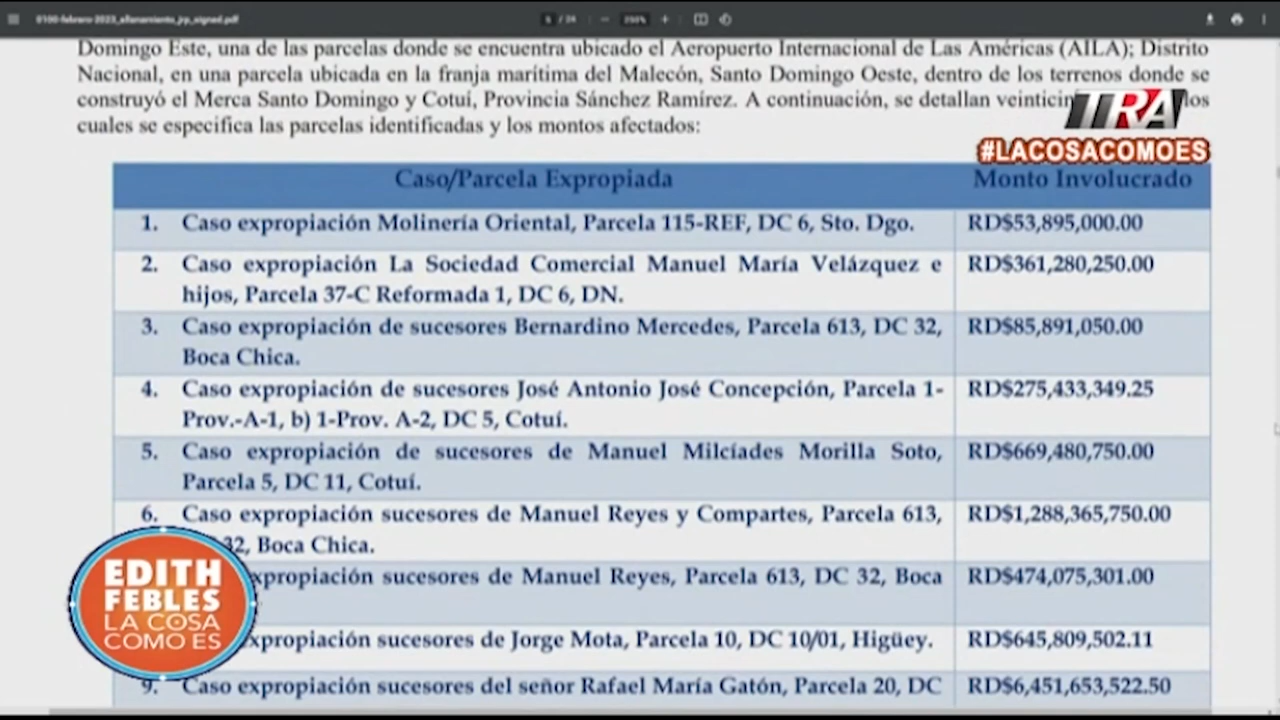 0100-febrero-2023_allanamiento_jrp_signed.pdf
Domingo Este, una de las parcelas donde se encuentra ubicado el Aeropuerto Internacional de Las Américas (AILA); Distrito
Nacional, en una parcela ubicada en la franja marítima del Malecón, Santo Domingo Oeste, dentro de los terrenos donde se
construyó el Merca Santo Domingo y Cotuí, Provincia Sánchez Ramírez. A continuación, se detallan los
cuales se especifica las parcelas identificadas y los montos afectados:
TRA
#LACOSACOMOES
Caso/Parcela Expropiada Monto Involucrado
1. Caso expropiación Molinería Oriental, Parcela 115-REF, DC 6, Sto. Dgo. RD$53,895,000.00
2. Caso expropiación La Sociedad Comercial Manuel María Velázquez e RD$361,280,250.00
hijos, Parcela 37-C Reformada 1, DC 6, DN.
3. Caso expropiación de sucesores Bernardino Mercedes, Parcela 613, DC 32, RD$85,891,050.00
Boca Chica.
4. Caso expropiación de sucesores José Antonio José Concepción, Parcela 1- RD$275,433,349.25
Prov.-A-1, b) 1-Prov. A-2, DC 5, Cotuí.
5. Caso expropiación de sucesores de Manuel Milcíades Morilla Soto, RD$669,480,750.00
Parcela 5, DC 11, Cotuí.
6. Caso expropiación sucesores de Manuel Reyes y Compartes, Parcela 613, RD$1,288,365,750.00
32, Boca Chica.
xpropiación sucesores de Manuel Reyes, Parcela 613, DC 32, Boca RD$474,075,301.00
xpropiación sucesores de Jorge Mota, Parcela 10, DC 10/01, Higüey. RD$645,809,502.11
9. Caso expropiación sucesores del señor Rafael María Gatón, Parcela 20, DC RD$6,451,653,522.50
EDITH
FEBLES
LA COSA
COMO ES